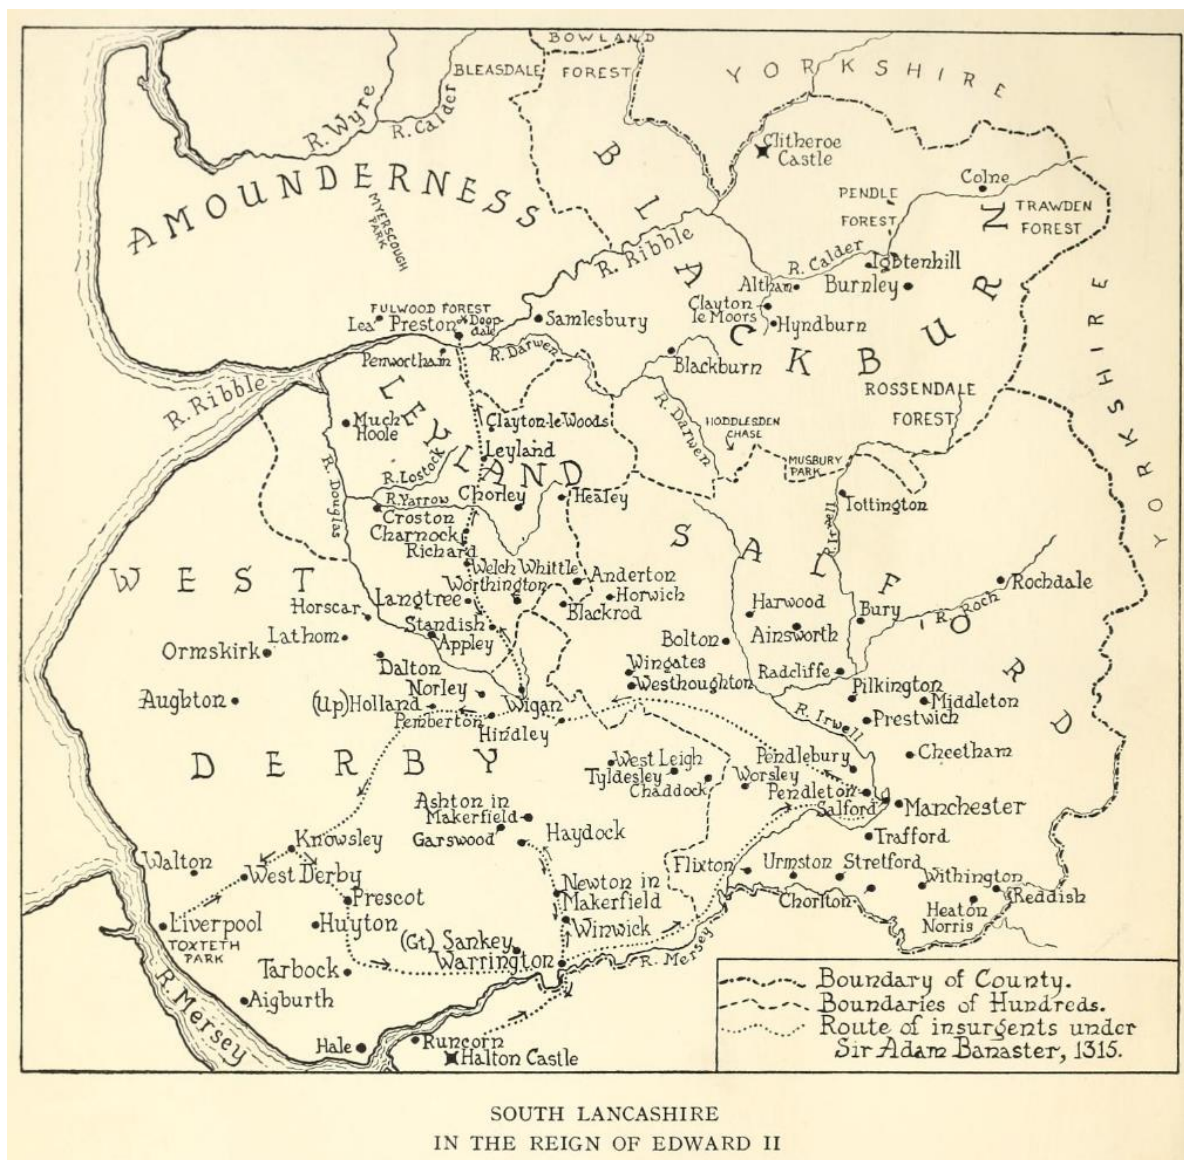 BOWLAND
BLEASDALE
FOREST
YORKSHIRE
R. Wyre
R. Calder
Clitheroe
Castle
AMOUNDERNESS
MYERSCOUGH
PARK
BLACKBURN
Colne
PENDLE
FOREST
TRAWDEN
FOREST
R. Ribble
R. Calder
Igbtenhill
Altham
Burnley
Clayton
le Moors
Hyndburn
YORKSHIRE
FULWOOD FOREST
Lea
Preston
Deep-
dale
Samlesbury
Penwortham
R. Darwen
Blackburn
R. Ribble
LEYLAND
Much
Hoole
Clayton-le-Woods
R. Darwen
HODDLESDEN
CHASE
ROSSENDALE
FOREST
MUSBURY
PARK
Leyland
R. Lostock
R. Douglas
R. Yarrow
Chorley
Healey
Croston
Charnock
Richard
Tottington
R. Irwell
SALFORD
WEST
DERBY
Welch Whittle
Worthington
Anderton
Horwich
Blackrod
Langtree
Standish
Appley
Horscar
Lathom
Ormskirk
Dalton
Harwood
Ainsworth
Bury
R. Roch
Rochdale
Bolton
Radcliffe
Wingates
Westhoughton
Aughton
Norley
(Up)Holland
Wigan
Pemberton
Hindley
Pilkington
Middleton
Prestwich
R. Irwell
Cheetham
West Leigh
Tyldesley
Chaddock
Pendlebury
Worsley
Pendleton
Salford
Manchester
Ashton in
Makerfield
Garswood
Haydock
Trafford
Knowsley
Walton
West Derby
Prescot
Newton in
Makerfield
Flixton
Urmston
Stretford
Withington
Reddish
Chorlton
Heaton
Norris
Liverpool
TOXTETH
PARK
Huyton
Winwick
(Gt) Sankey
Warrington
R. Mersey
Tarbock
Aigburth
R. Mersey
Hale
Runcorn
Halton Castle
Boundary of County.
Boundaries of Hundreds.
Route of insurgents under
Sir Adam Banaster, 1315.
SOUTH LANCASHIRE
IN THE REIGN OF EDWARD II